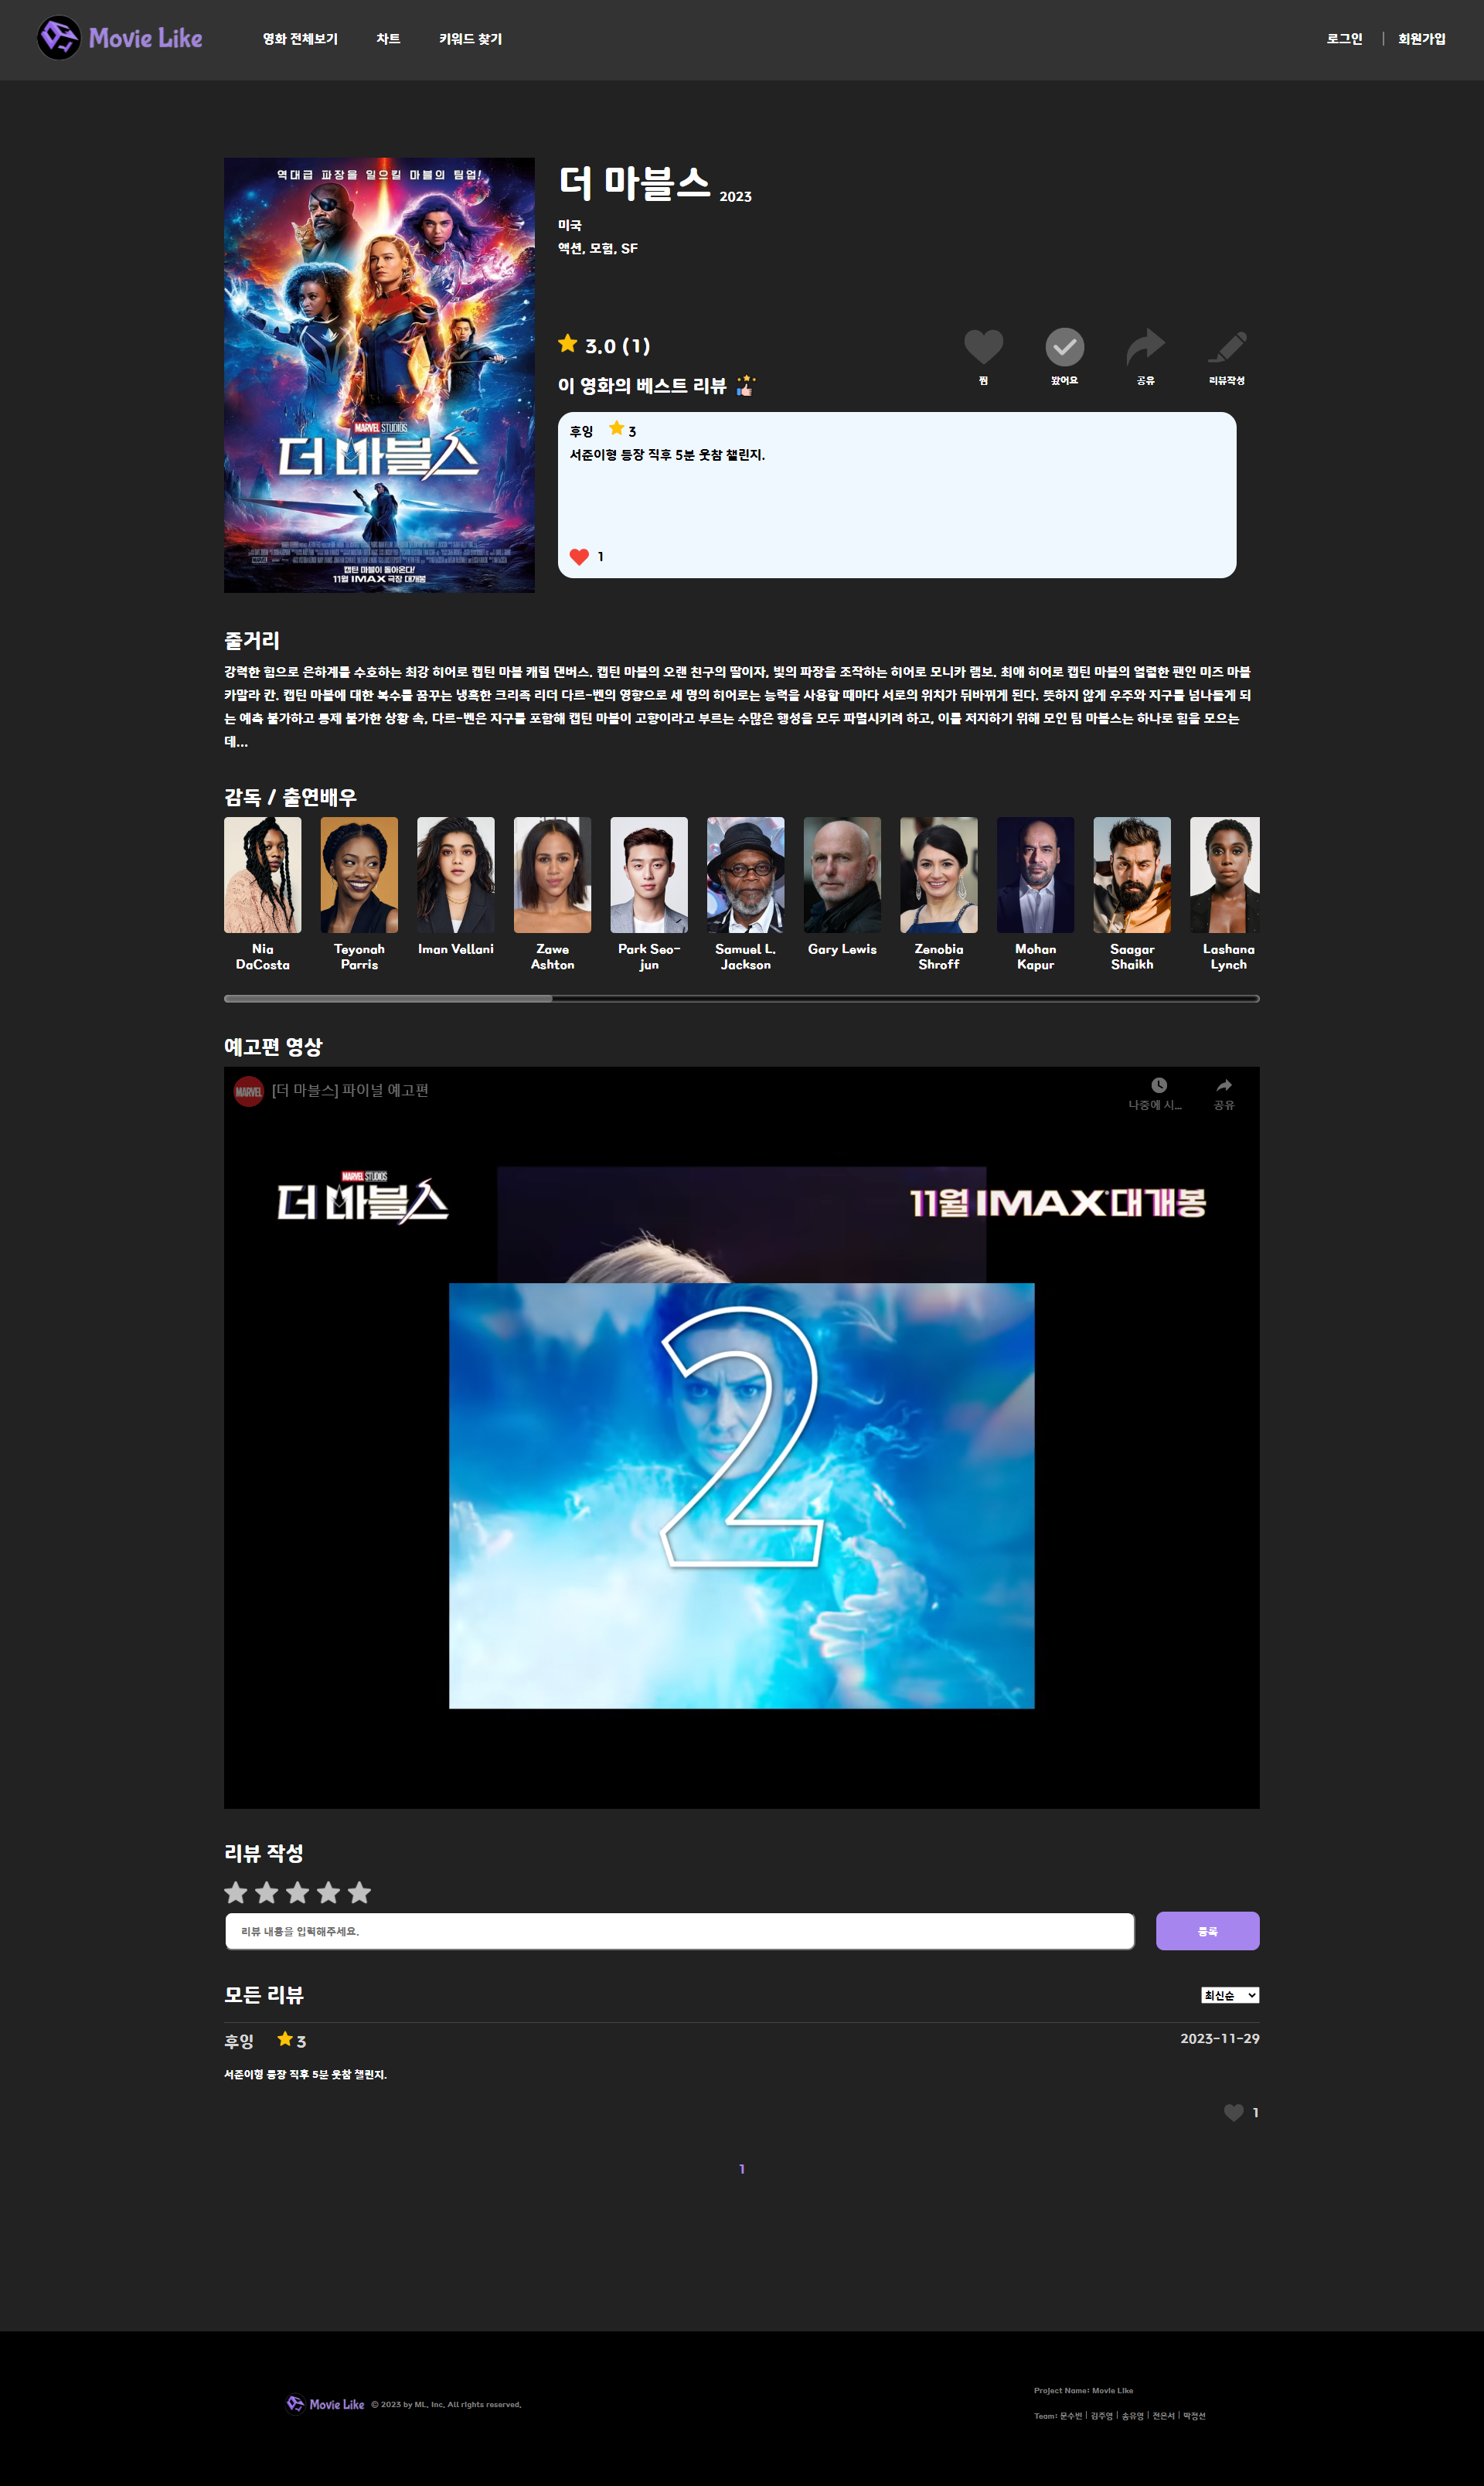 Movie Like
영화 전체보기
차트
키워드 찾기
로그인
|
회원가입
역대급 파장을 일으킬 마블의 팀업!
MARVEL STUDIOS
더 마블스
캡틴 마블이 돌아온다!
11월 IMAX 극장 대개봉
더 마블스 2023
미국
액션, 모험, SF
3.0 (1)
찜
봤어요
공유
리뷰작성
이 영화의 베스트 리뷰
후잉 3
서준이형 등장 직후 5분 웃참 챌린지.
1
줄거리
강력한 힘으로 은하계를 수호하는 최강 히어로 캡틴 마블 캐럴 댄버스. 캡틴 마블의 오랜 친구의 딸이자, 빛의 파장을 조작하는 히어로 모니카 램보. 최애 히어로 캡틴 마블의 열렬한 팬인 미즈 마블
카말라 칸. 캡틴 마블에 대한 복수를 꿈꾸는 냉혹한 크리족 리더 다르-벤의 영향으로 세 명의 히어로는 능력을 사용할 때마다 서로의 위치가 뒤바뀌게 된다. 뜻하지 않게 우주와 지구를 넘나들게 되
는 예측 불가하고 통제 불가한 상황 속, 다르-벤은 지구를 포함해 캡틴 마블이 고향이라고 부르는 수많은 행성을 모두 파멸시키려 하고, 이를 저지하기 위해 모인 팀 마블스는 하나로 힘을 모으는
데...
감독 / 출연배우
Nia
DaCosta
Teyonah
Parris
Iman Vellani
Zawe
Ashton
Park Seo-
jun
Samuel L.
Jackson
Gary Lewis
Zenobia
Shroff
Mohan
Kapur
Saagar
Shaikh
Lashana
Lynch
예고편 영상
MARVEL
[더 마블스] 파이널 예고편
나중에 시...
공유
MARVEL STUDIOS
더 마블스
11월 IMAX 대개봉
2
리뷰 작성
리뷰 내용을 입력해주세요.
등록
모든 리뷰
최신순
후잉 3
2023-11-29
서준이형 등장 직후 5분 웃참 챌린지.
1
1
Movie Like
© 2023 by ML, Inc. All rights reserved.
Project Name: Movie Like
Team: 문수빈 | 김주영 | 송유영 | 전은서 | 박정선